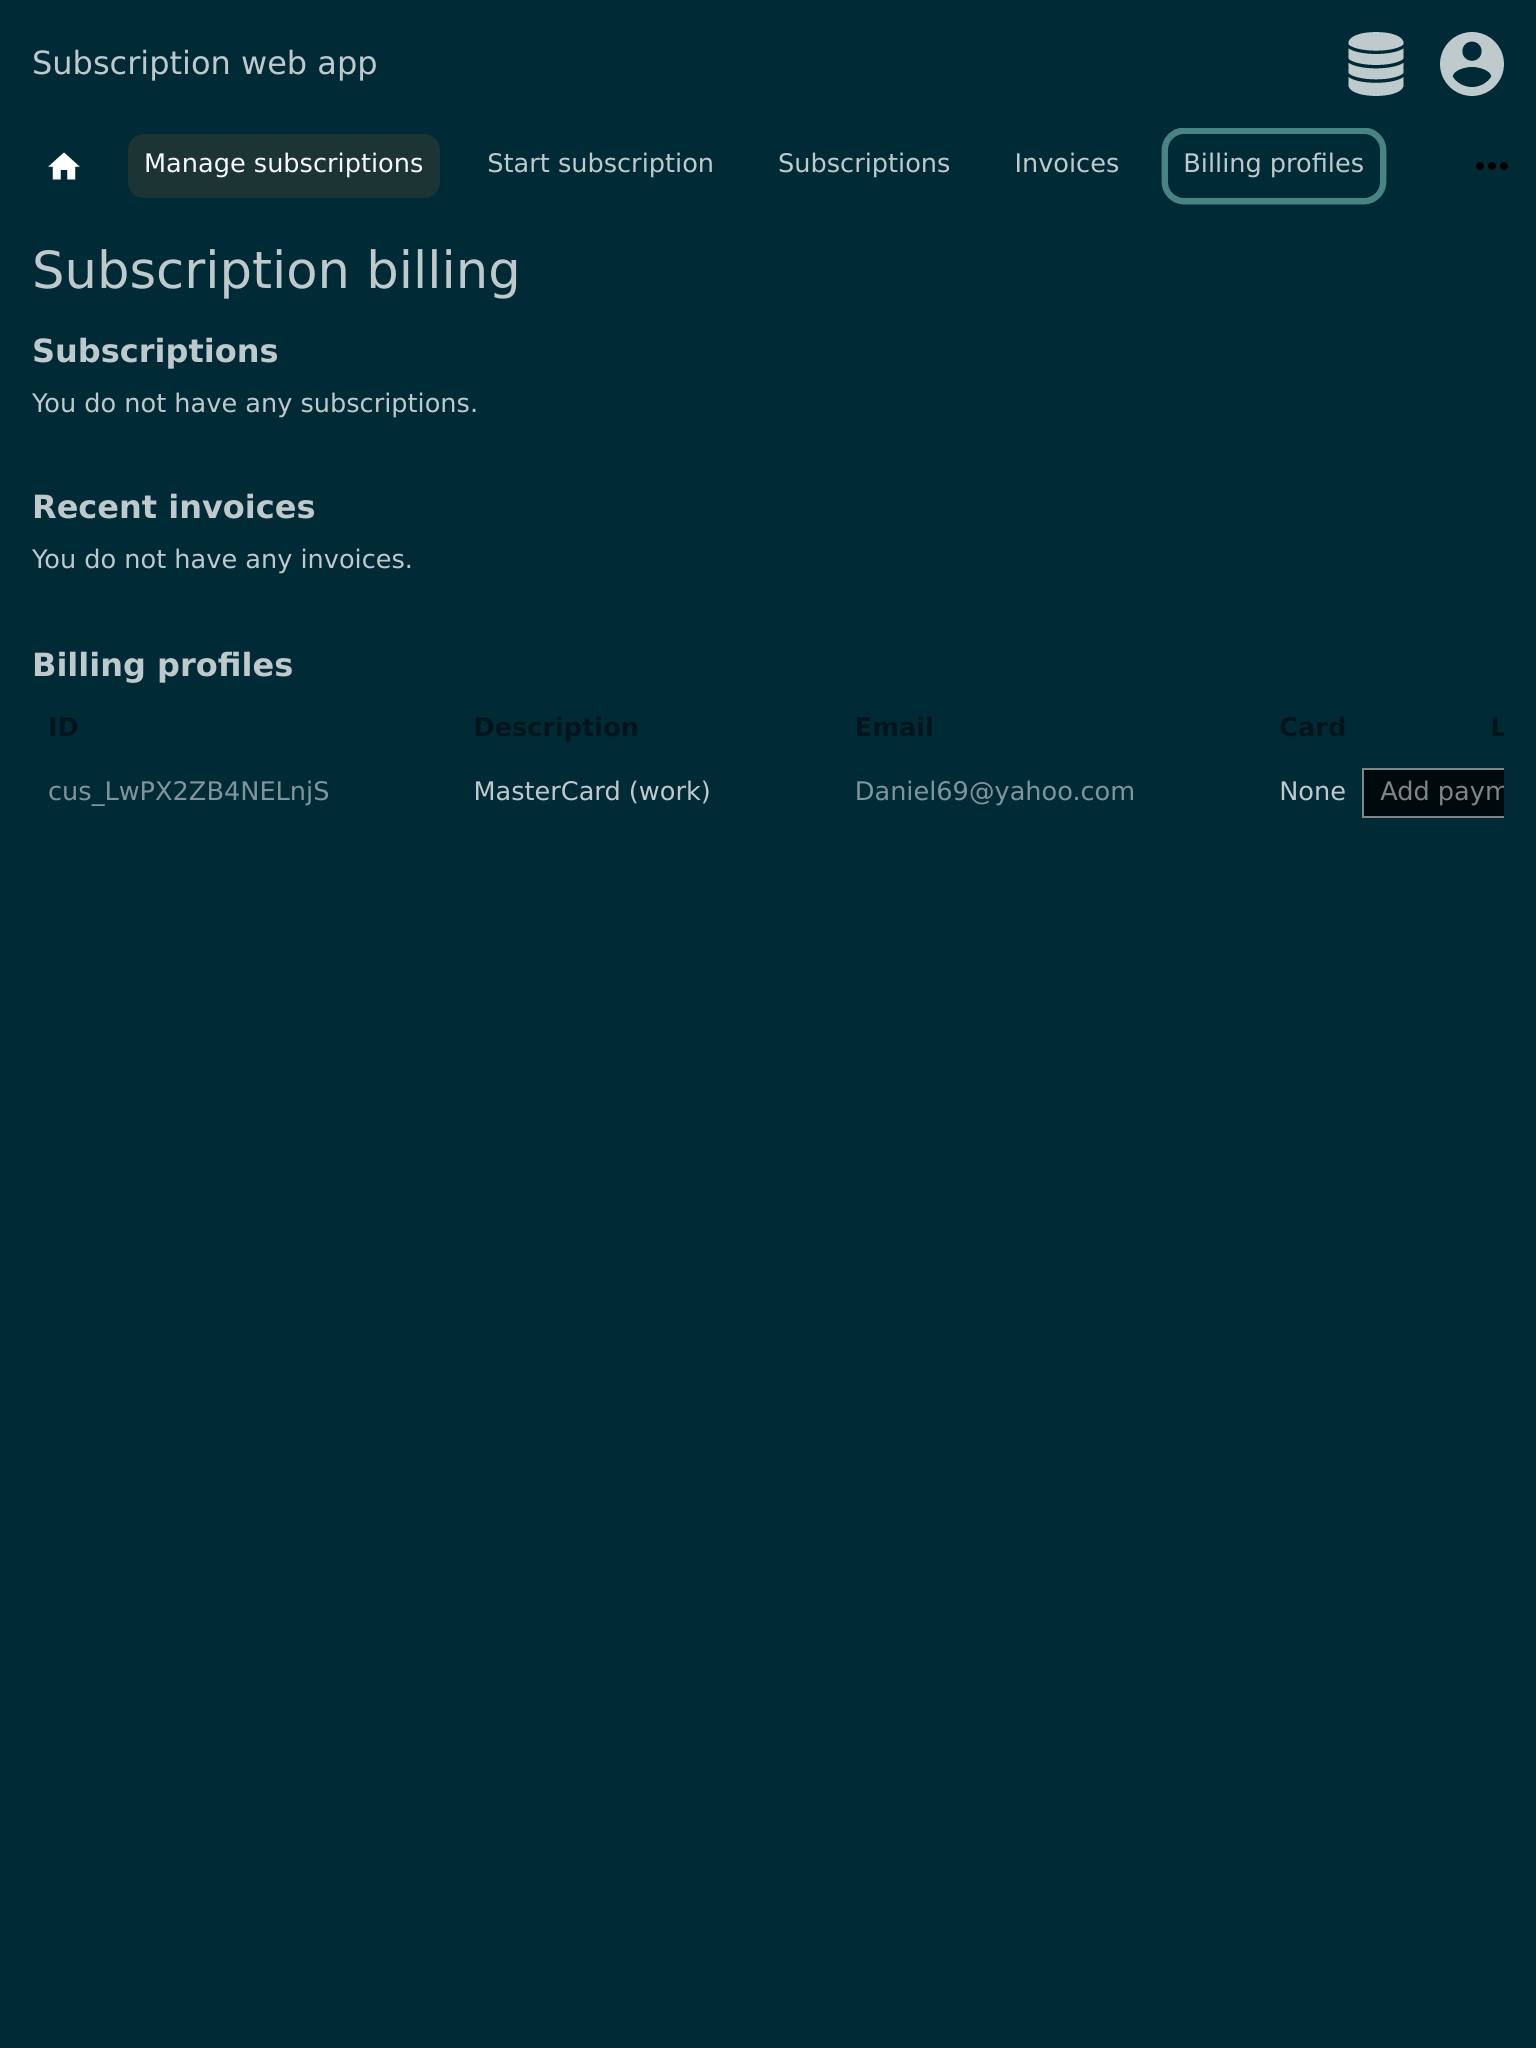 Subscription web app
Manage subscriptions Start subscription Subscriptions Invoices Billing profiles
Subscription billing
Subscriptions
You do not have any subscriptions.
Recent invoices
You do not have any invoices.
Billing profiles
ID Description Email Card
cus_LwPX2ZB4NELnjS MasterCard (work) Daniel69@yahoo.com None Add